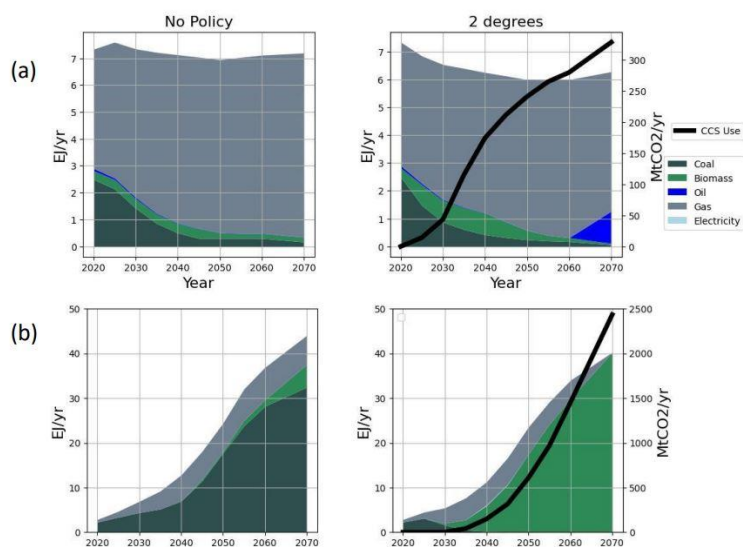 No Policy
2 degrees
(a)
EJ/yr
7
6
5
4
3
2
1
0
2020 2030 2040 2050 2060 2070
Year
EJ/yr
7
6
5
4
3
2
1
0
2020 2030 2040 2050 2060 2070
Year
300
250
200
150
100
50
0
MtCO2/yr
CCS Use
Coal
Biomass
Oil
Gas
Electricity
(b)
EJ/yr
50
40
30
20
10
0
2020 2030 2040 2050 2060 2070
EJ/yr
50
40
30
20
10
0
2020 2030 2040 2050 2060 2070
2500
2000
1500
1000
500
0
MtCO2/yr